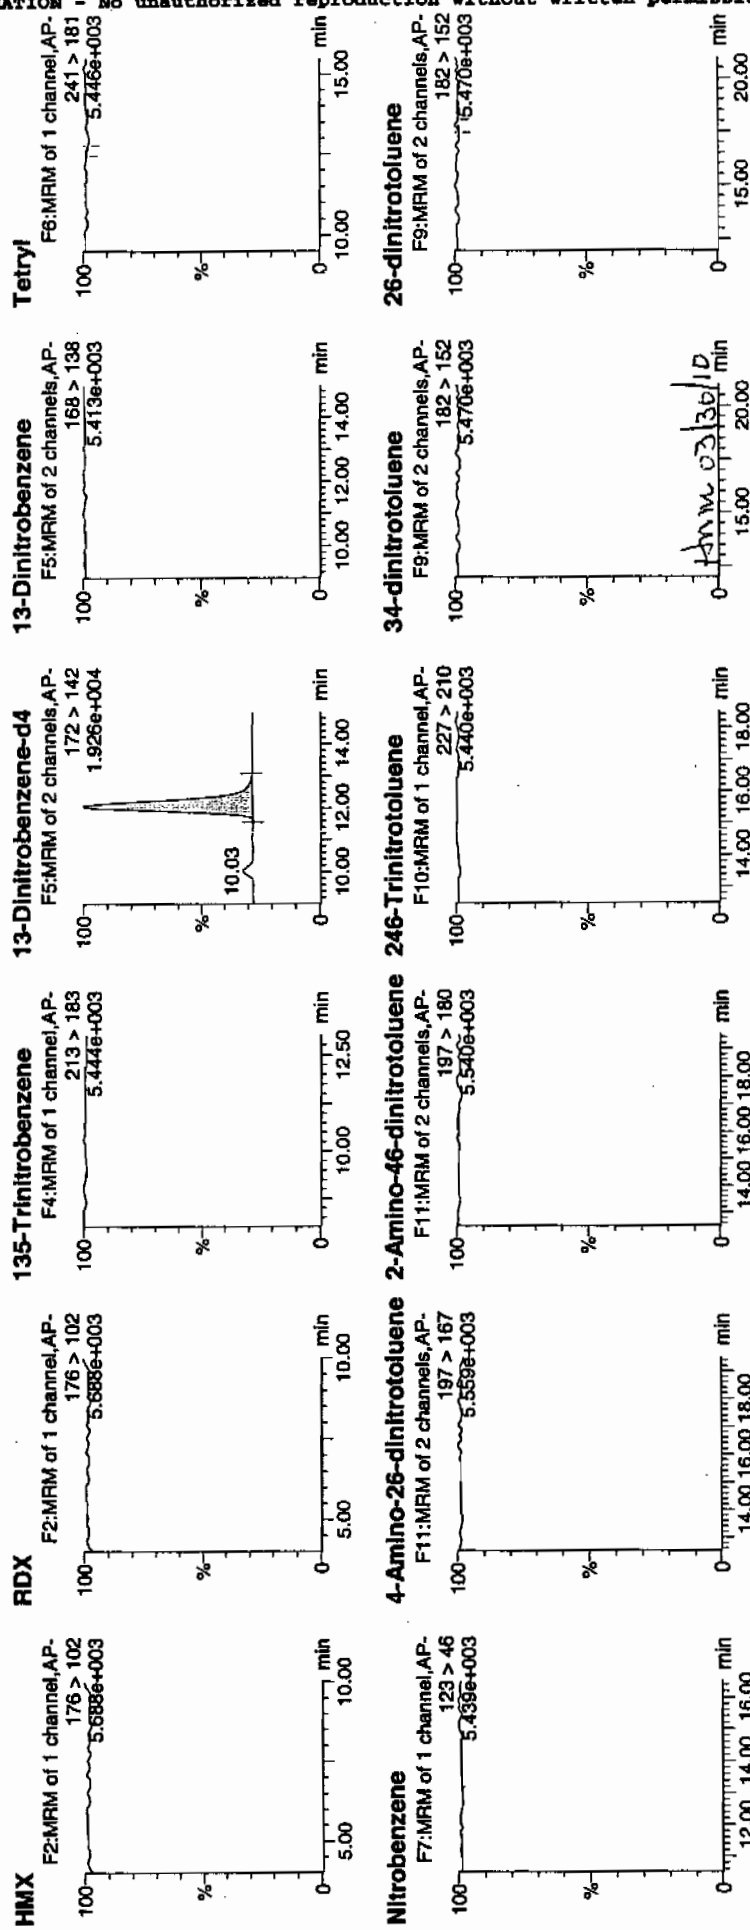 ATION - No unauthorized reproduction without written permissi
HMX
F2:MRM of 1 channel,AP-
176 > 102
5.688e+003
100
%
0
5.00
10.00
min
RDX
F2:MRM of 1 channel,AP-
176 > 102
5.688e+003
100
%
0
5.00
10.00
min
135-Trinitrobenzene
F4:MRM of 1 channel,AP-
213 > 183
5.444e+003
100
%
0
10.00
12.50
min
13-Dinitrobenzene-d4
F5:MRM of 2 channels,AP-
172 > 142
1.926e+004
100
10.03
%
0
10.00
12.00
14.00
min
13-Dinitrobenzene
F5:MRM of 2 channels,AP-
168 > 138
5.413e+003
100
%
0
10.00
12.00
14.00
min
Tetryl
F6:MRM of 1 channel,AP-
241 > 181
5.446e+003
100
%
0
10.00
15.00
min
Nitrobenzene
F7:MRM of 1 channel,AP-
123 > 46
5.439e+003
100
%
0
12.00
14.00
16.00
min
4-Amino-26-dinitrotoluene
F11:MRM of 2 channels,AP-
197 > 167
5.559e+003
100
%
0
14.00
16.00
18.00
min
2-Amino-46-dinitrotoluene
F11:MRM of 2 channels,AP-
197 > 180
5.540e+003
100
%
0
14.00
16.00
18.00
min
246-Trinitrotoluene
F10:MRM of 1 channel,AP-
227 > 210
5.440e+003
100
%
0
14.00
16.00
18.00
min
34-dinitrotoluene
F9:MRM of 2 channels,AP-
182 > 152
5.470e+003
100
%
0
15.00
20.00
min
03/30/10
26-dinitrotoluene
F9:MRM of 2 channels,AP-
182 > 152
5.470e+003
100
%
0
15.00
20.00
min